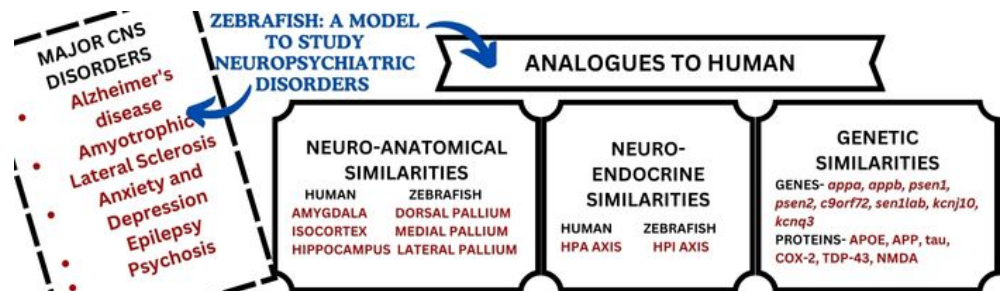 MAJOR CNS
DISORDERS
• Alzheimer's
disease
• Amyotrophic
Lateral Sclerosis
• Anxiety and
Depression
• Epilepsy
• Psychosis
ZEBRAFISH: A MODEL
TO STUDY
NEUROPSYCHIATRIC
DISORDERS
ANALOGUES TO HUMAN
NEURO-ANATOMICAL
SIMILARITIES
HUMAN ZEBRAFISH
AMYGDALA DORSAL PALLIUM
ISOCORTEX MEDIAL PALLIUM
HIPPOCAMPUS LATERAL PALLIUM
NEURO-
ENDOCRINE
SIMILARITIES
HUMAN ZEBRAFISH
HPA AXIS HPI AXIS
GENETIC
SIMILARITIES
GENES- appa, appb, psen1,
psen2, c9orf72, sen1lab, kcnj10,
kcnq3
PROTEINS- APOE, APP, tau,
COX-2, TDP-43, NMDA